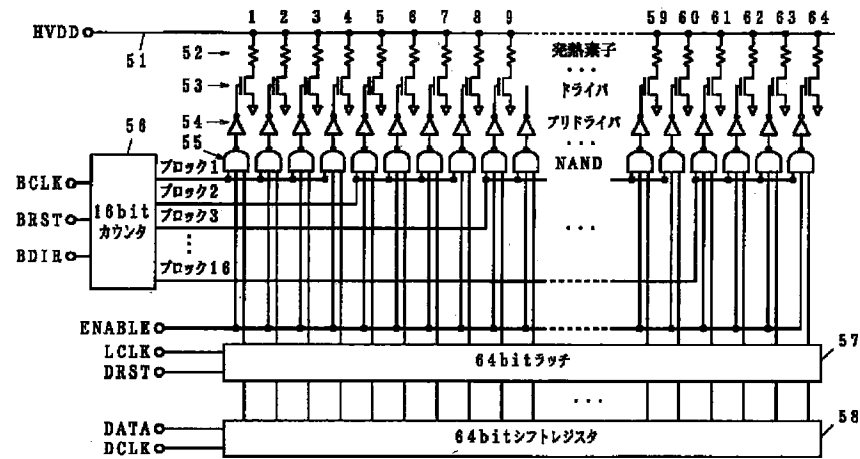 1 2 3 4 5 6 7 8 9 59 60 61 62 63 64
HVDD
51
52
発熱素子
...
53
ドライバ
54
プリドライバ
...
56
55
NAND
ブロック1
BCLK
ブロック2
16bit
カウンタ
BRST
ブロック3
...
BDIR
ブロック16
ENABLE
LCLK
DRST
64bitラッチ
57
...
DATA
DCLK
64bitシフトレジスタ
58